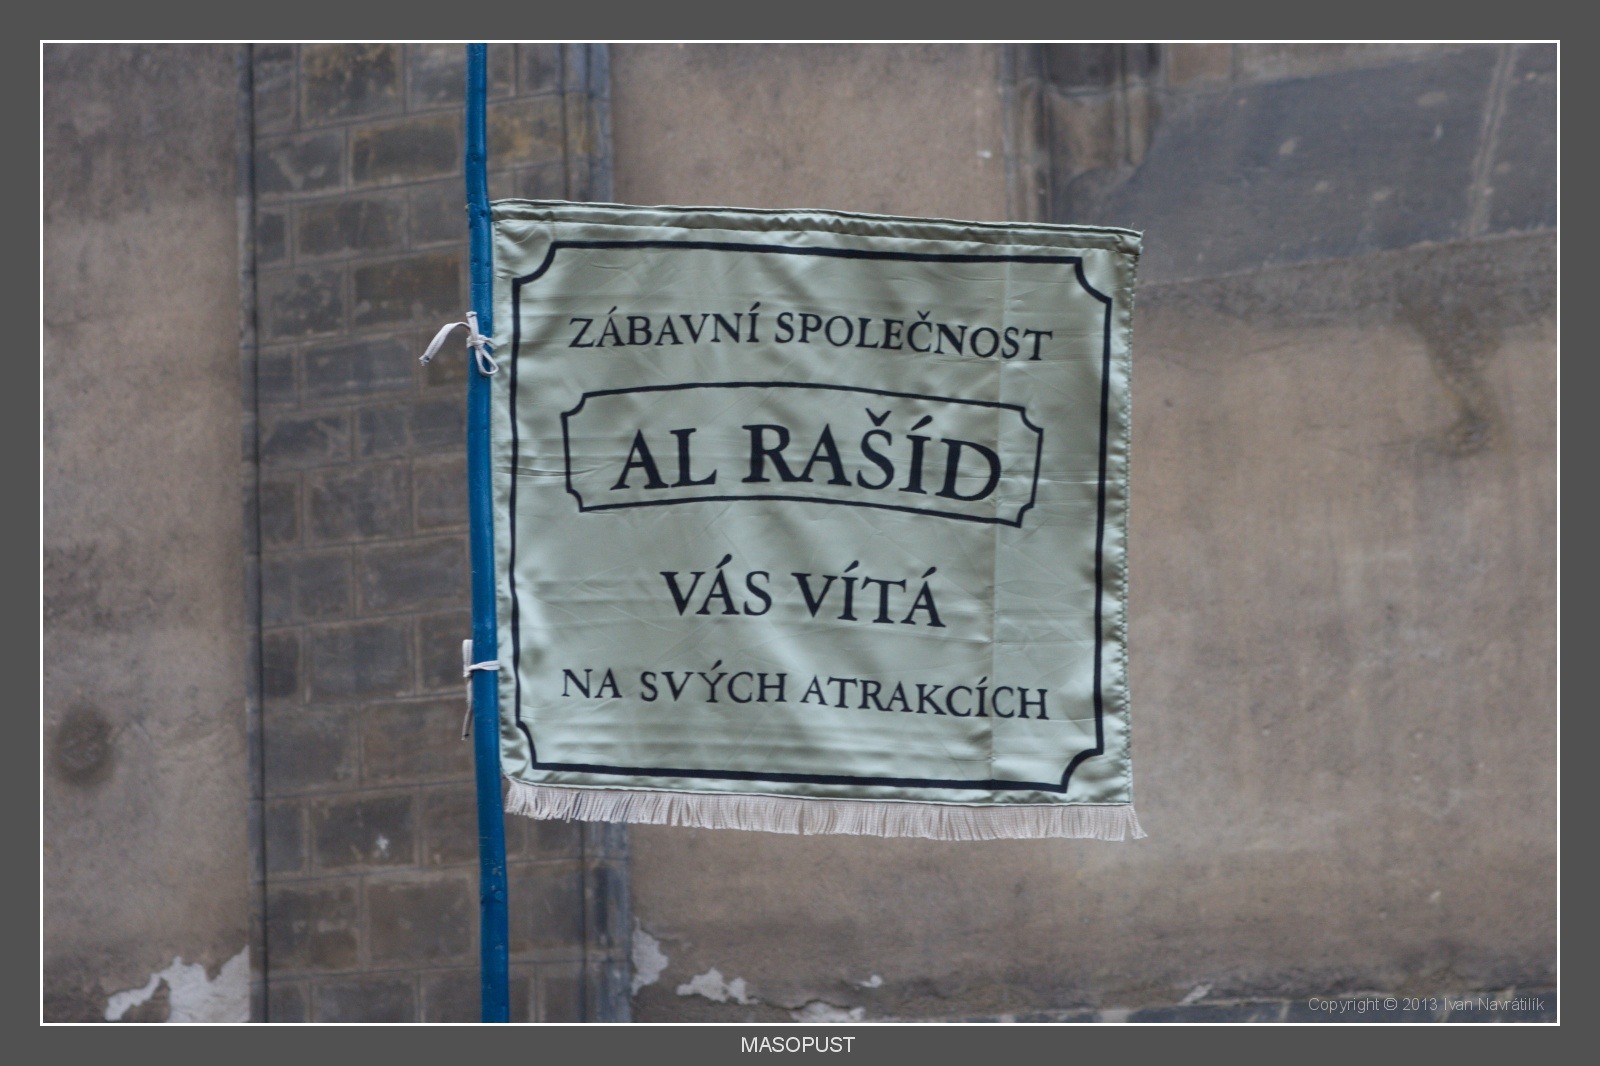 ZÁBAVNÍ SPOLEČNOST
AL RAŠÍD
VÁS VÍTÁ
NA SVÝCH ATRAKCÍCH
Copyright © 2013 Ivan Navrátilík
MASOPUST